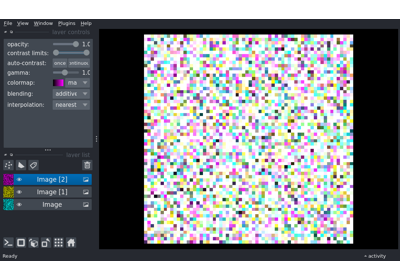 File View Window Plugins Help
layer controls
opacity: 1.0
contrast limits:
auto-contrast: once
gamma: 1.0
colormap: ma
blending: additive
interpolation: nearest
layer list
Image [2]
Image [1]
Image
Ready activity